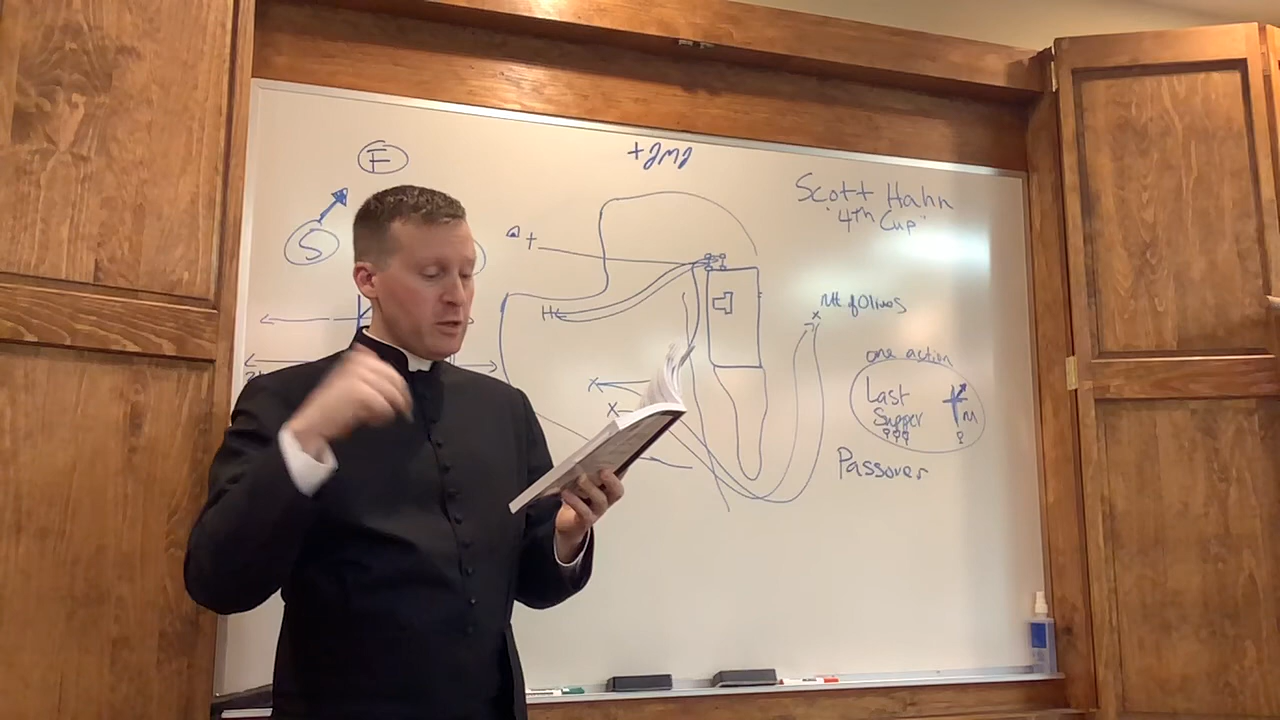 F
+JMJ
S
Scott Hahn
"4th Cup"
+
H
x
Mt of Olives
x
x
one action
Last
Supper
M
Passover